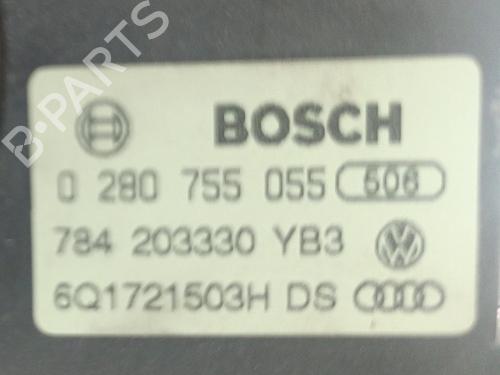 B-PARTS
BOSCH
0 280 755 055 506
784 203330 YB3
6Q1721503H DS